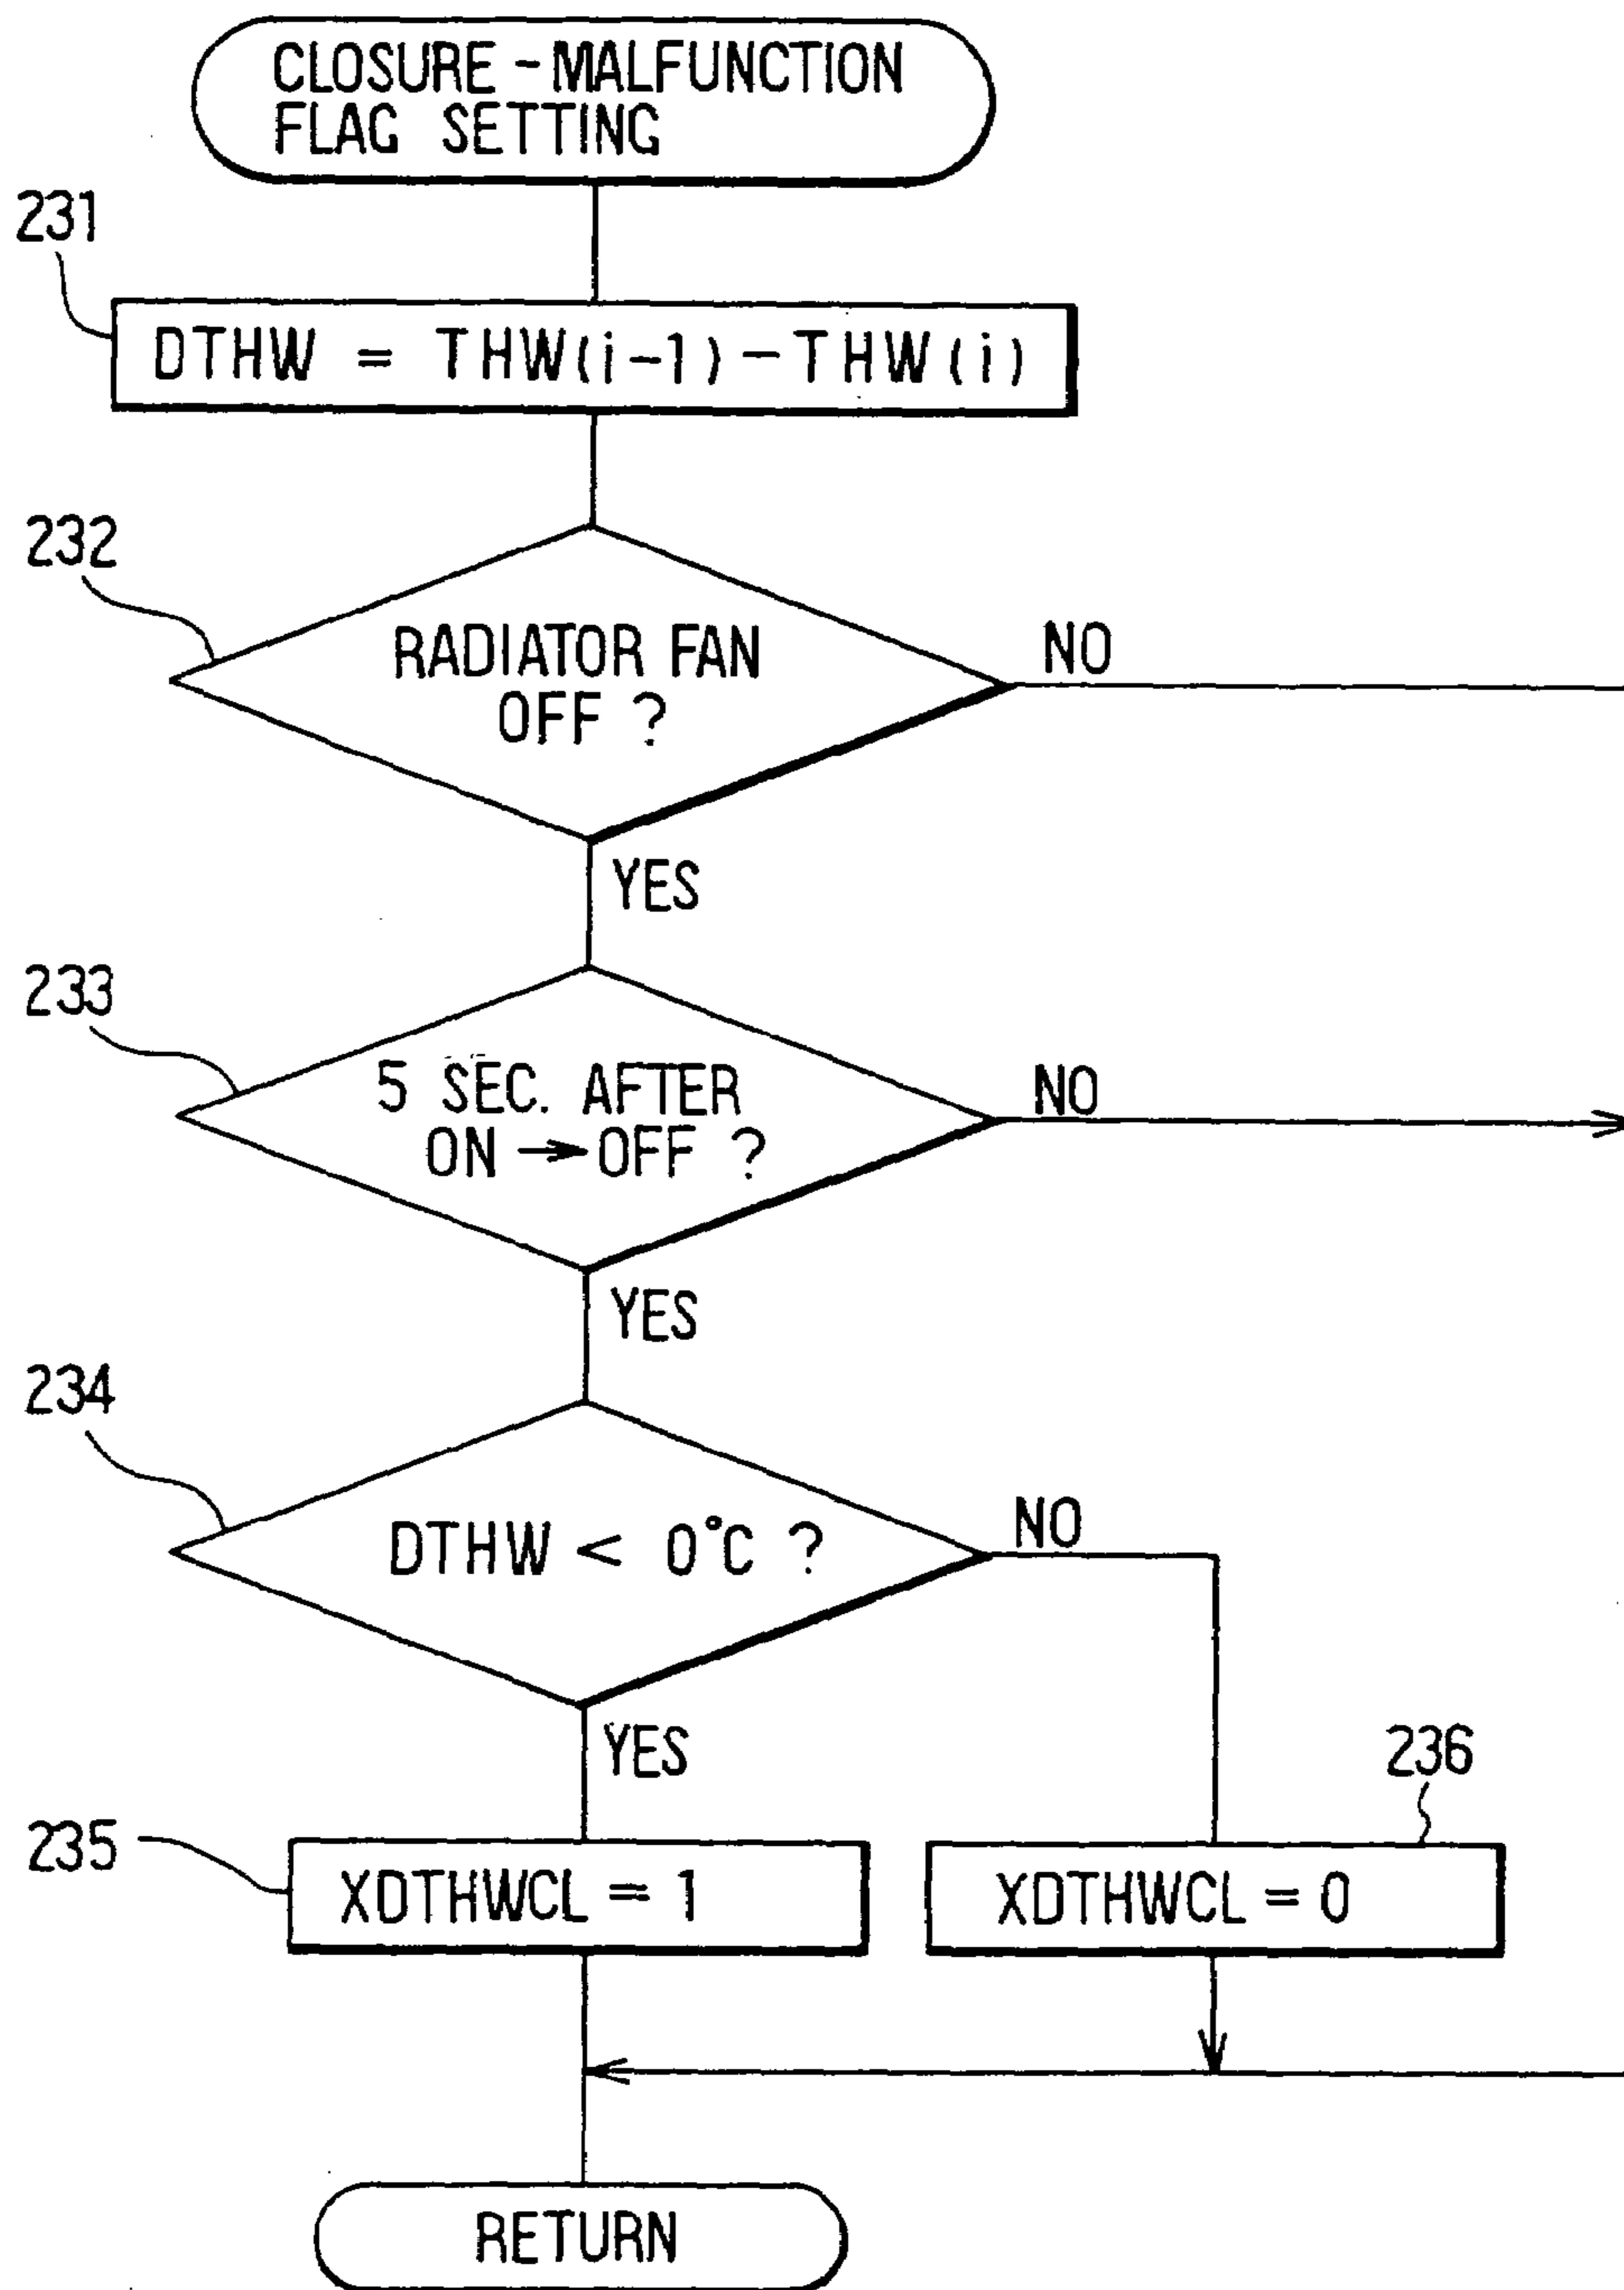 CLOSURE-MALFUNCTION
FLAG SETTING
231
DTHW = THW(i-1)-THW(i)
232
RADIATOR FAN
OFF ?
NO
YES
233
5 SEC. AFTER
ON → OFF ?
NO
YES
234
DTHW < 0°C ?
NO
YES
235
XDTHWCL = 1
236
XDTHWCL = 0
RETURN